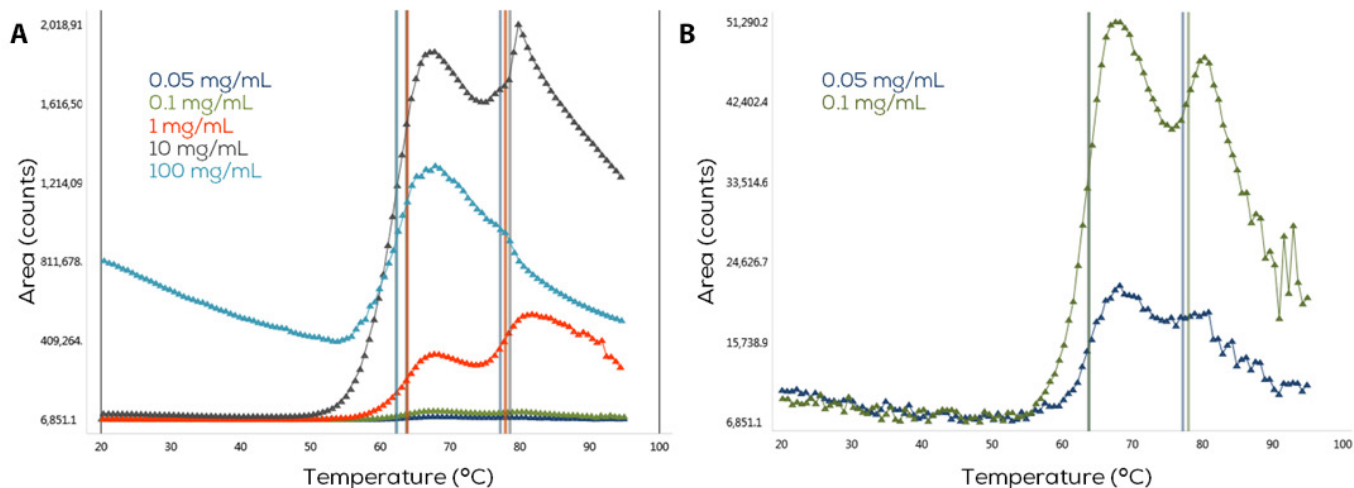 A
Area (counts)
2,018,91
1,616,50
1,214,09
811,678.
409,264.
6,851.1
0.05 mg/mL
0.1 mg/mL
1 mg/mL
10 mg/mL
100 mg/mL
20 30 40 50 60 70 80 90 100
Temperature (°C)
B
Area (counts)
51,290.2
42,402.4
33,514.6
24,626.7
15,738.9
6,851.1
0.05 mg/mL
0.1 mg/mL
20 30 40 50 60 70 80 90 100
Temperature (°C)